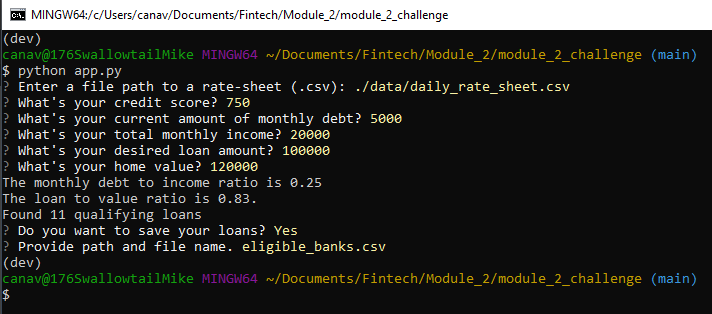 MINGW64:/c/Users/canav/Documents/Fintech/Module_2/module_2_challenge
(dev)
canav@176SwallowtailMike MINGW64 ~/Documents/Fintech/Module_2/module_2_challenge (main)
$ python app.py
? Enter a file path to a rate-sheet (.csv): ./data/daily_rate_sheet.csv
? What's your credit score? 750
? What's your current amount of monthly debt? 5000
? What's your total monthly income? 20000
? What's your desired loan amount? 100000
? What's your home value? 120000
The monthly debt to income ratio is 0.25
The loan to value ratio is 0.83.
Found 11 qualifying loans
? Do you want to save your loans? Yes
? Provide path and file name. eligible_banks.csv
(dev)
canav@176SwallowtailMike MINGW64 ~/Documents/Fintech/Module_2/module_2_challenge (main)
$